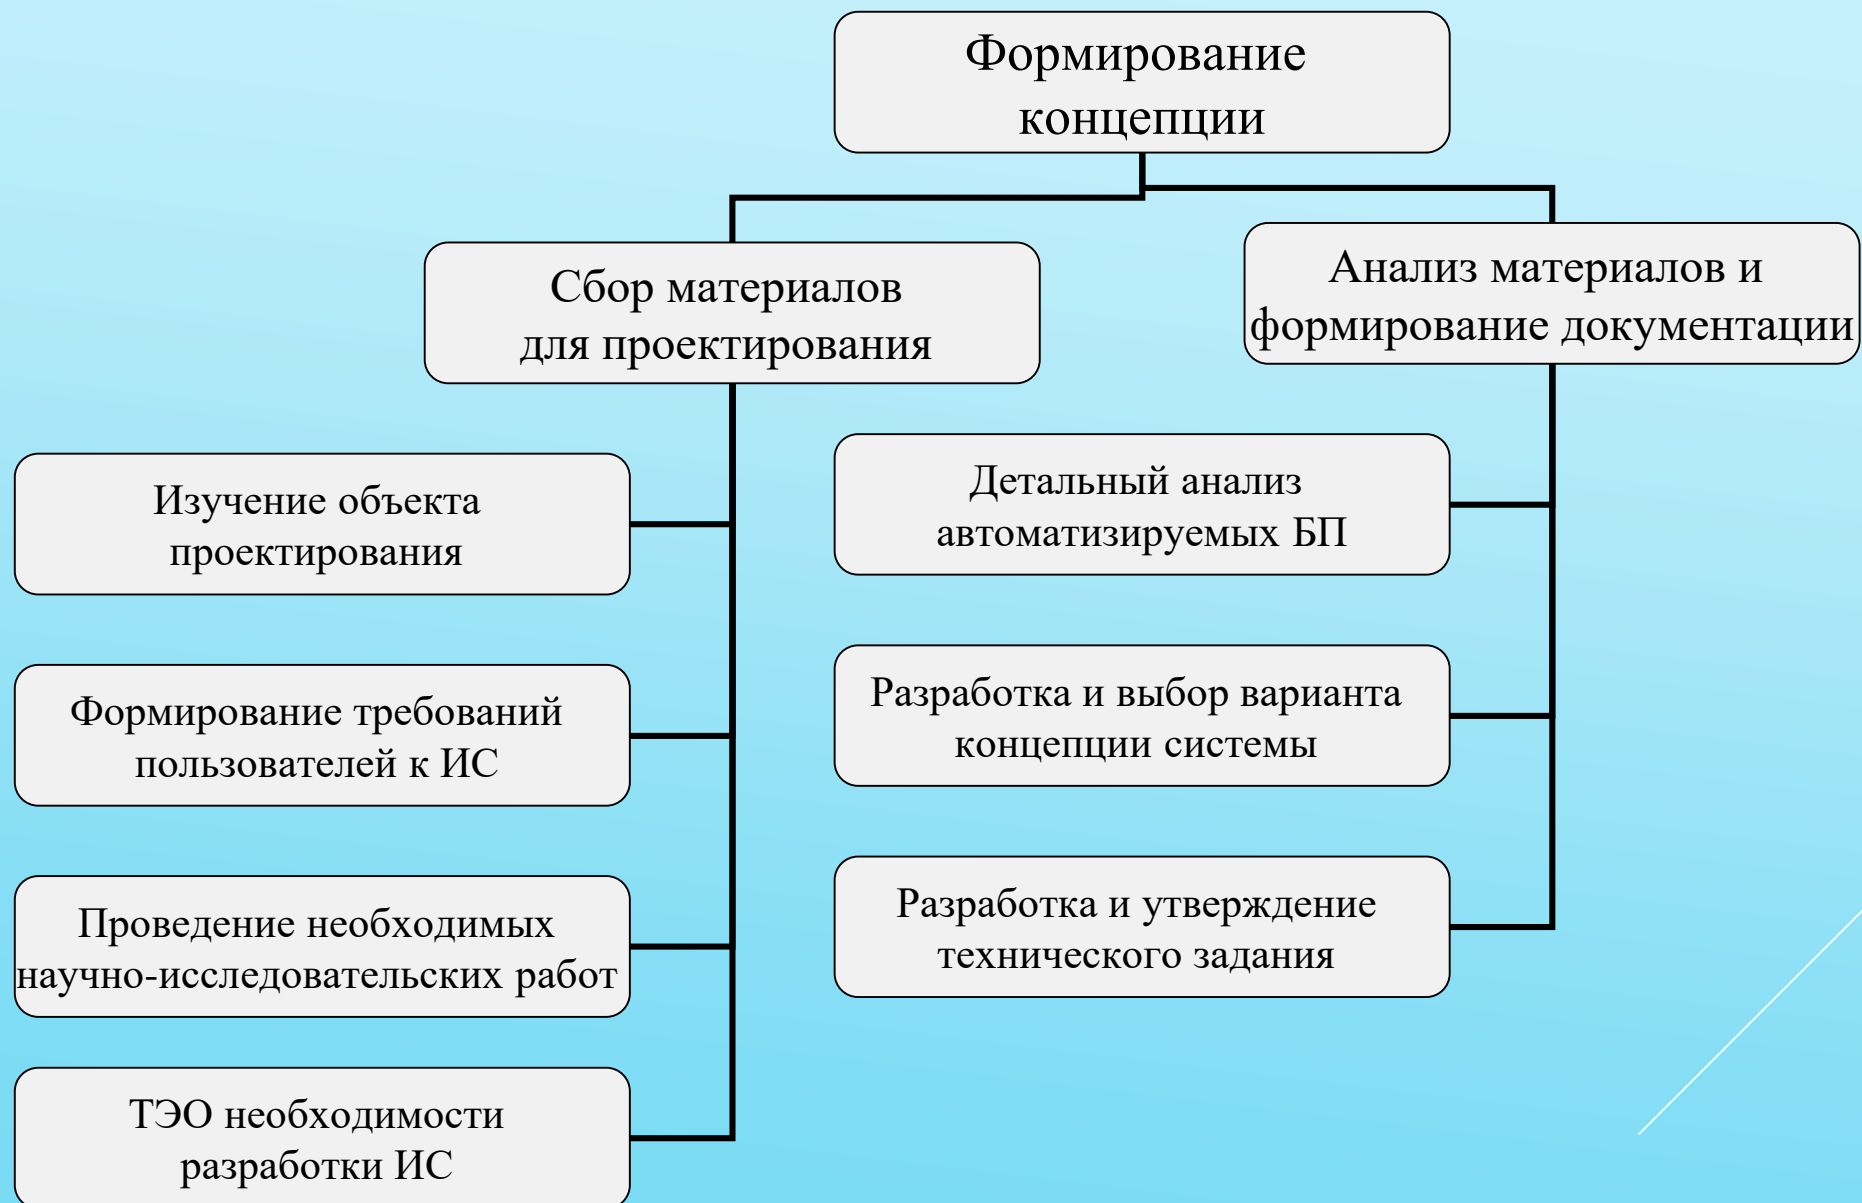 Формирование
концепции
Сбор материалов
для проектирования
Анализ материалов и
формирование документации
Изучение объекта
проектирования
Формирование требований
пользователей к ИС
Проведение необходимых
научно-исследовательских работ
ТЭО необходимости
разработки ИС
Детальный анализ
автоматизируемых БП
Разработка и выбор варианта
концепции системы
Разработка и утверждение
технического задания